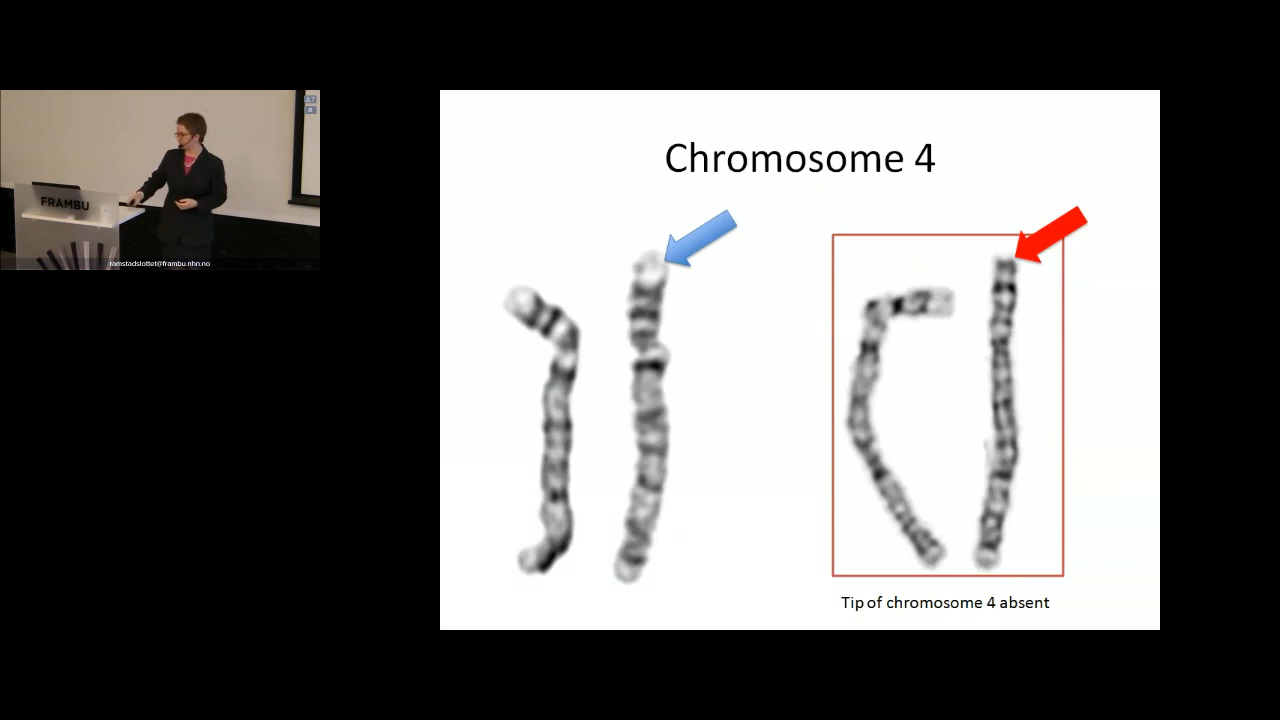 Chromosome 4
FRAMBU
ramstadslottet@frambu.nhn.no
Tip of chromosome 4 absent